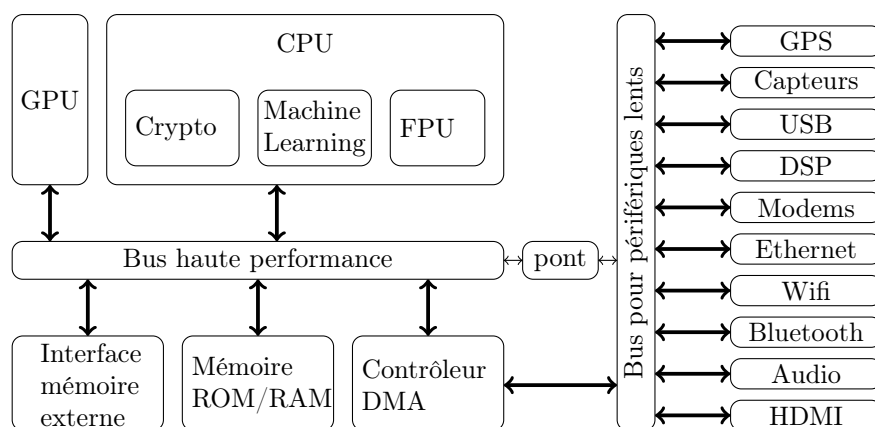 CPU
GPU
Crypto
Machine
Learning
FPU
Bus haute performance
pont
Interface
mémoire
externe
Mémoire
ROM/RAM
Contrôleur
DMA
Bus pour périfériques lents
GPS
Capteurs
USB
DSP
Modems
Ethernet
Wifi
Bluetooth
Audio
HDMI